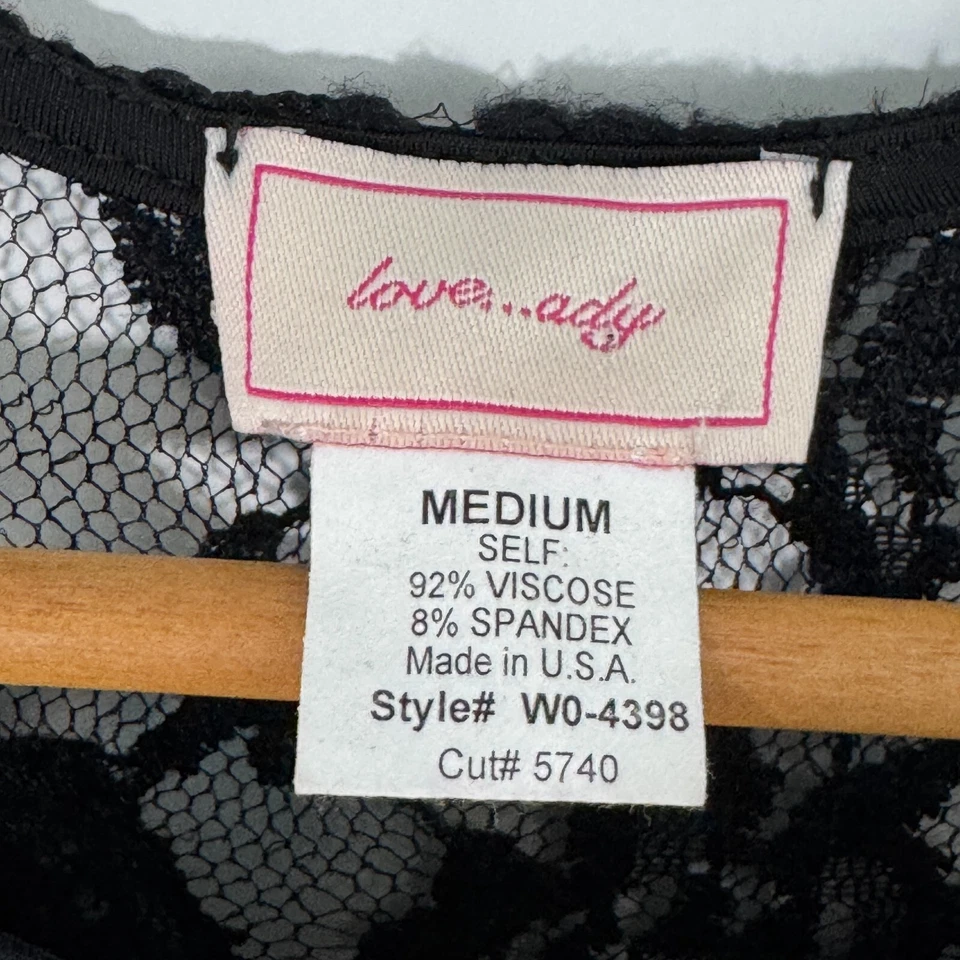 love...ady
MEDIUM
SELF:
92% VISCOSE
8% SPANDEX
Made in U.S.A.
Style# W0-4398
Cut# 5740